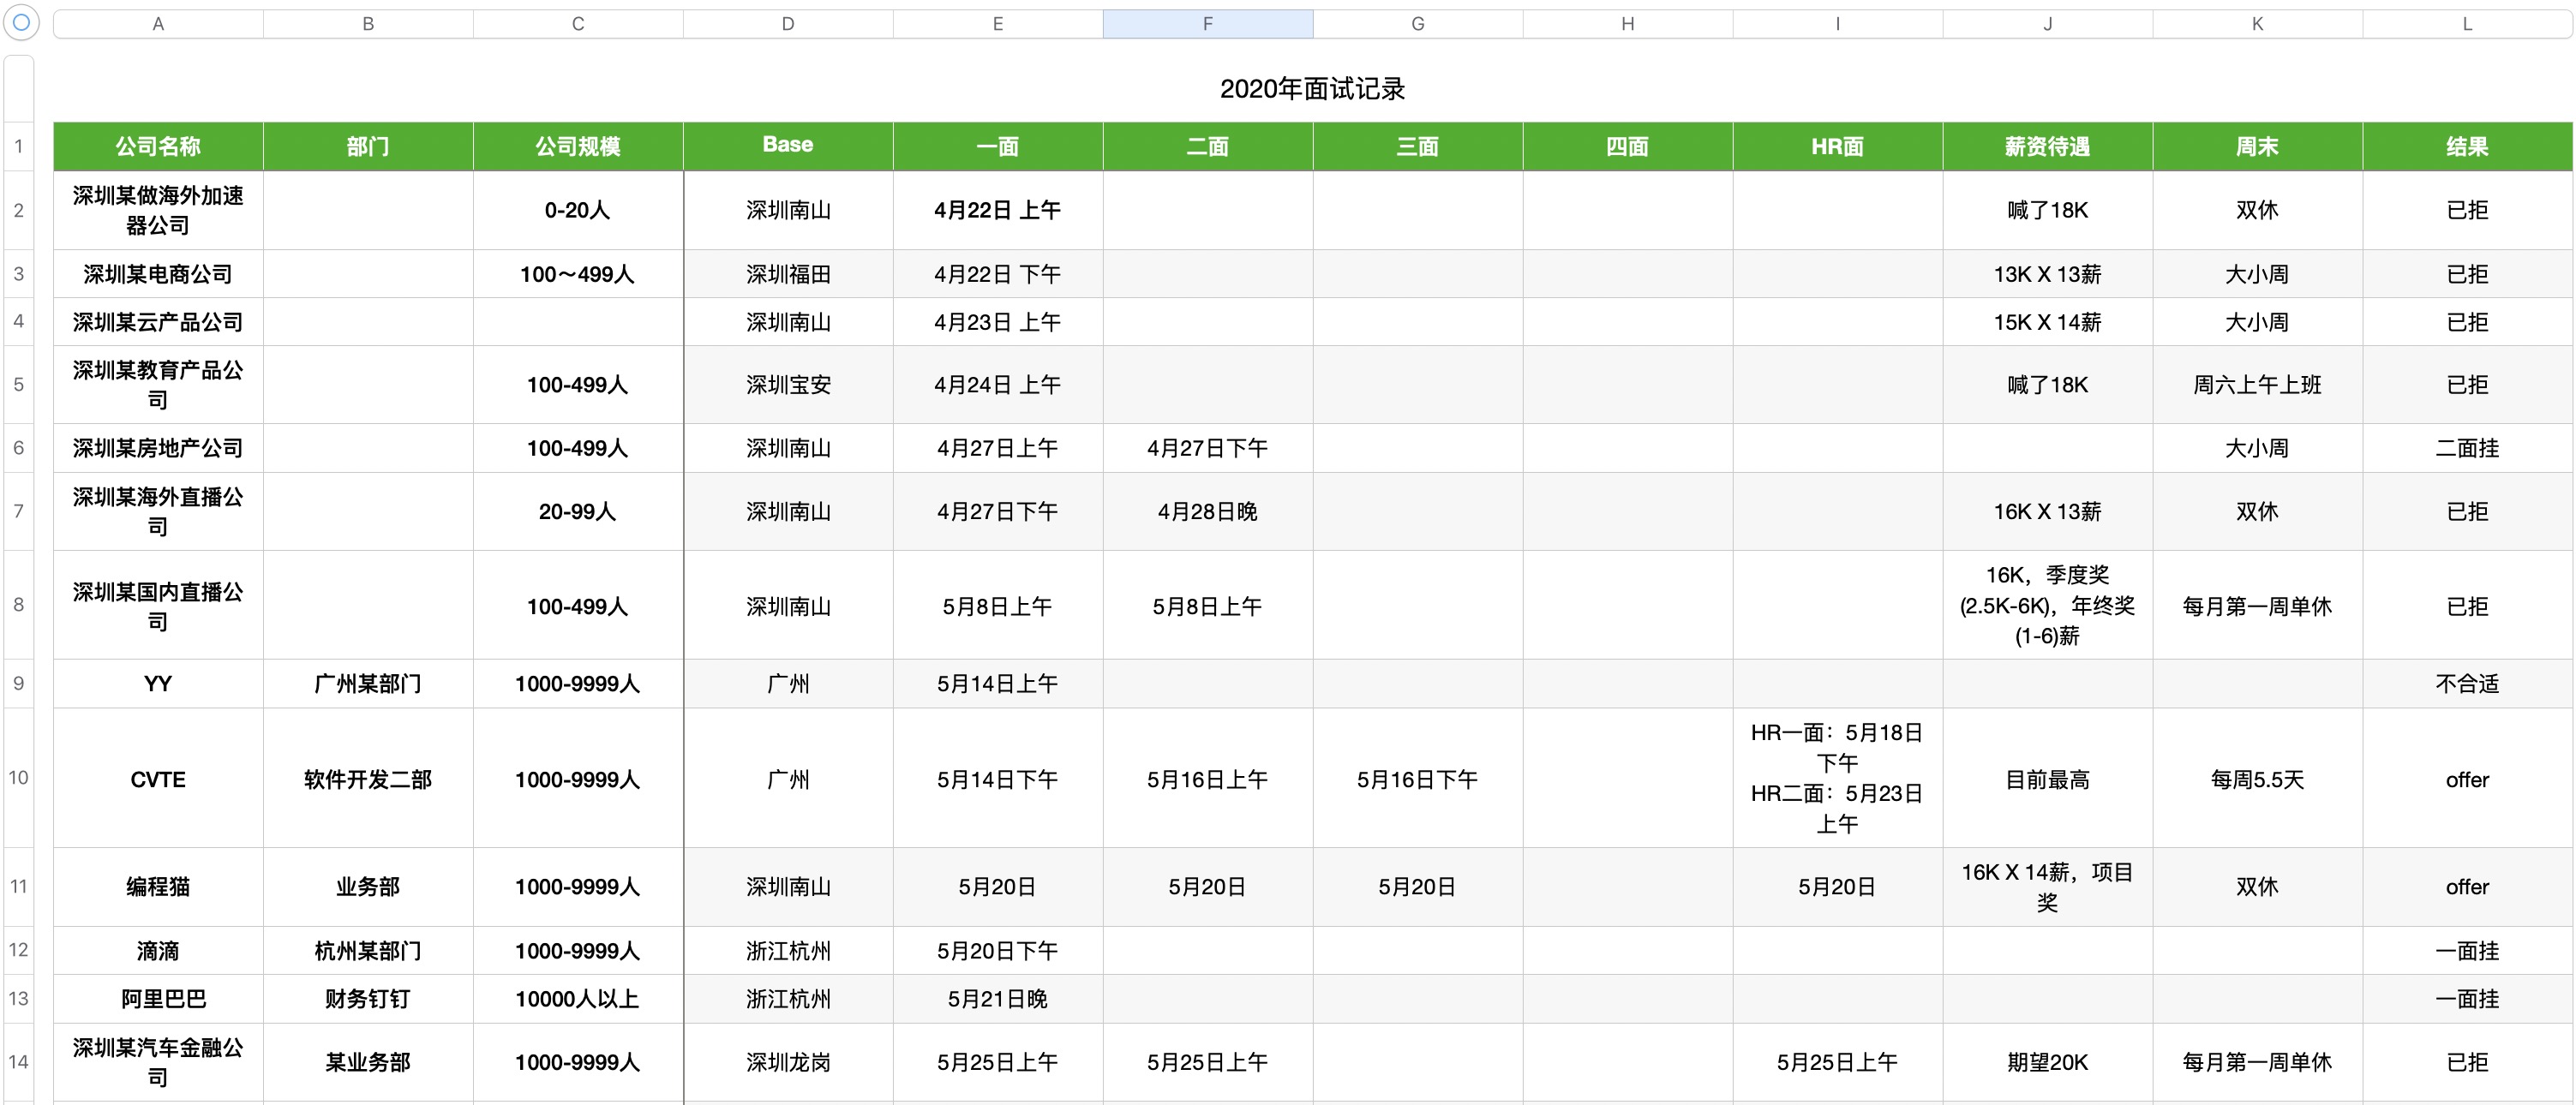 A B C D E F G H I J K L
2020年面试记录
1 公司名称 部门 公司规模 Base 一面 二面 三面 四面 HR面 薪资待遇 周末 结果
2 深圳某做海外加速
器公司 0-20人 深圳南山 4月22日 上午 喊了18K 双休 已拒
3 深圳某电商公司 100～499人 深圳福田 4月22日 下午 13K X 13薪 大小周 已拒
4 深圳某云产品公司 深圳南山 4月23日 上午 15K X 14薪 大小周 已拒
5 深圳某教育产品公
司 100-499人 深圳宝安 4月24日 上午 喊了18K 周六上午上班 已拒
6 深圳某房地产公司 100-499人 深圳南山 4月27日上午 4月27日下午 大小周 二面挂
7 深圳某海外直播公
司 20-99人 深圳南山 4月27日下午 4月28日晚 16K X 13薪 双休 已拒
8 深圳某国内直播公
司 100-499人 深圳南山 5月8日上午 5月8日上午 16K，季度奖
(2.5K-6K)，年终奖
(1-6)薪 每月第一周单休 已拒
9 YY 广州某部门 1000-9999人 广州 5月14日上午 不合适
10 CVTE 软件开发二部 1000-9999人 广州 5月14日下午 5月16日上午 5月16日下午 HR一面：5月18日
下午
HR二面：5月23日
上午 目前最高 每周5.5天 offer
11 编程猫 业务部 1000-9999人 深圳南山 5月20日 5月20日 5月20日 5月20日 16K X 14薪，项目
奖 双休 offer
12 滴滴 杭州某部门 1000-9999人 浙江杭州 5月20日下午 一面挂
13 阿里巴巴 财务钉钉 10000人以上 浙江杭州 5月21日晚 一面挂
14 深圳某汽车金融公
司 某业务部 1000-9999人 深圳龙岗 5月25日上午 5月25日上午 5月25日上午 期望20K 每月第一周单休 已拒